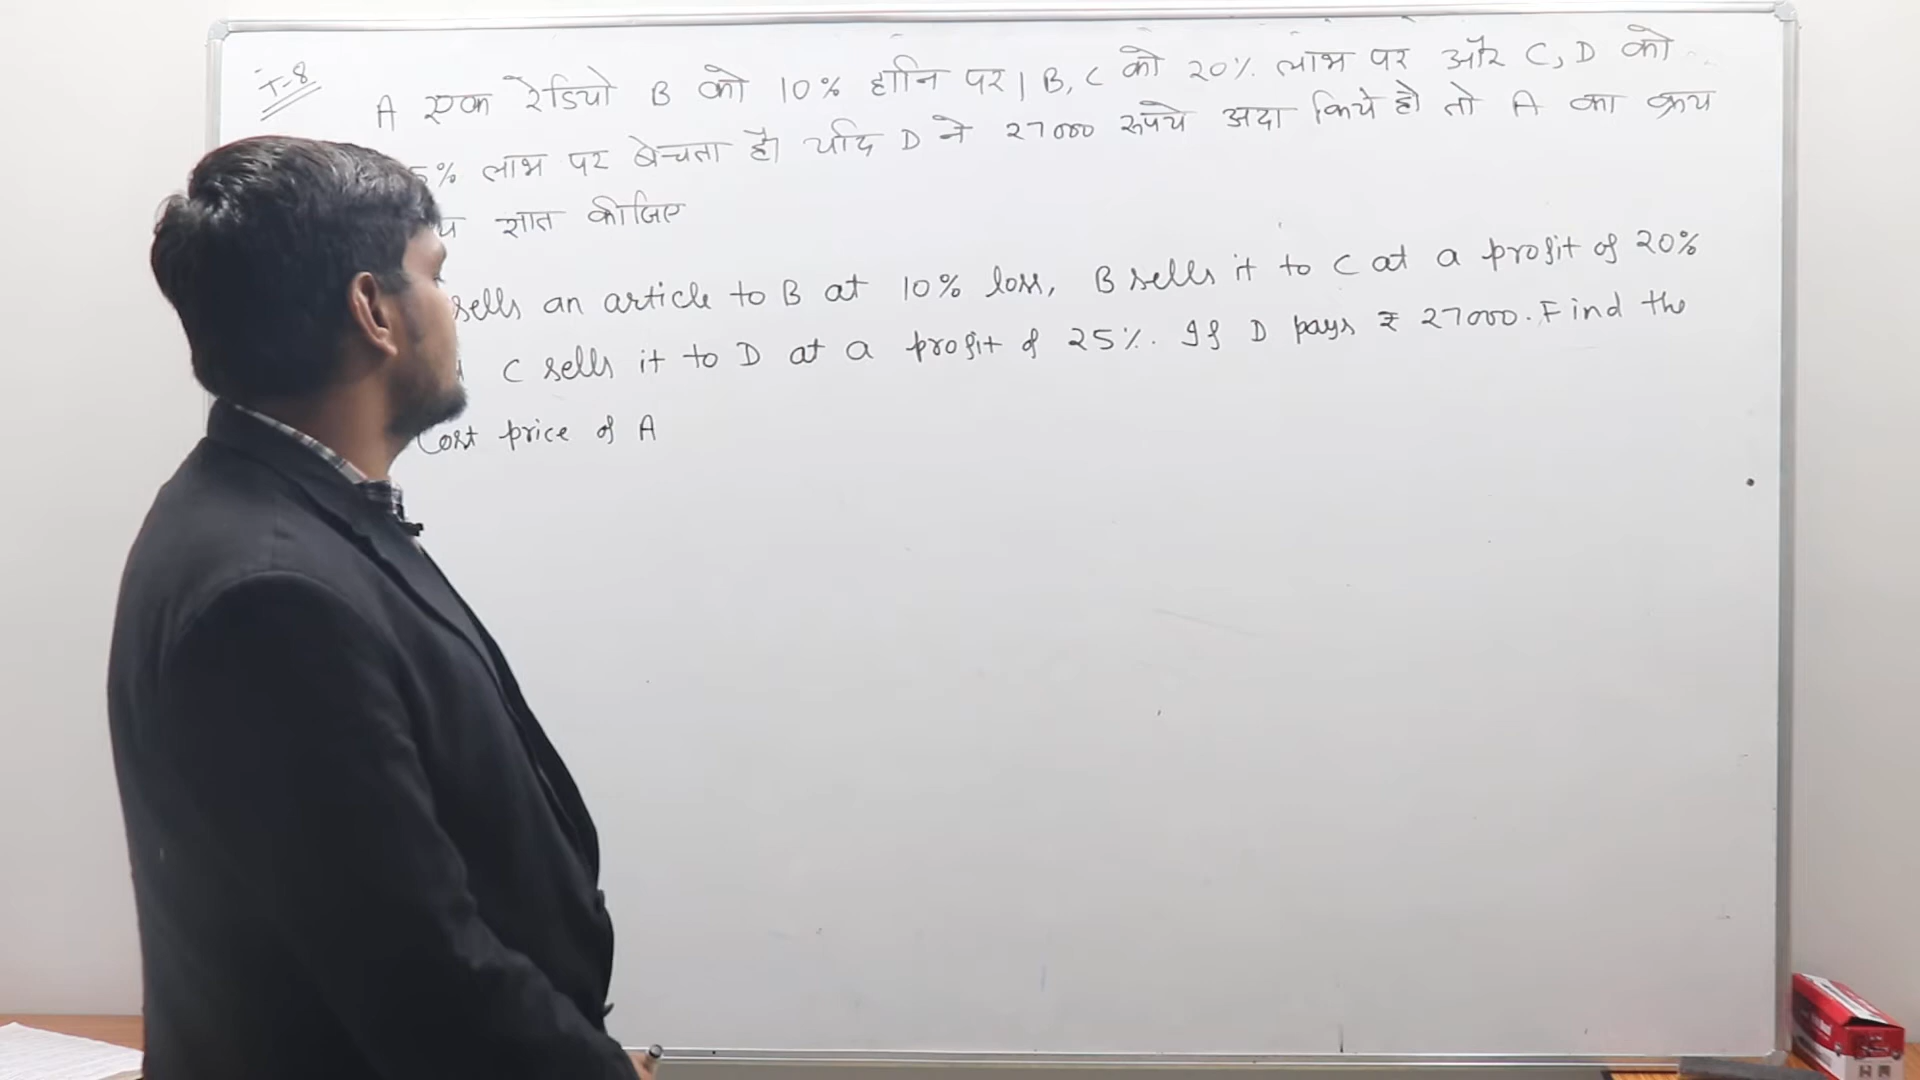 T-8
A एक रेडियो B को 10% हानि पर। B, C को 20% लाभ पर और C, D को
5% लाभ पर बेचता है। यदि D ने 27000 रूपये अदा किये हो तो A का क्रय
य ज्ञात कीजिए
sells an article to B at 10% loss, B sells it to C at a profit of 20%
C sells it to D at a profit of 25%. If D pays ₹ 27000. Find the
Cost price of A